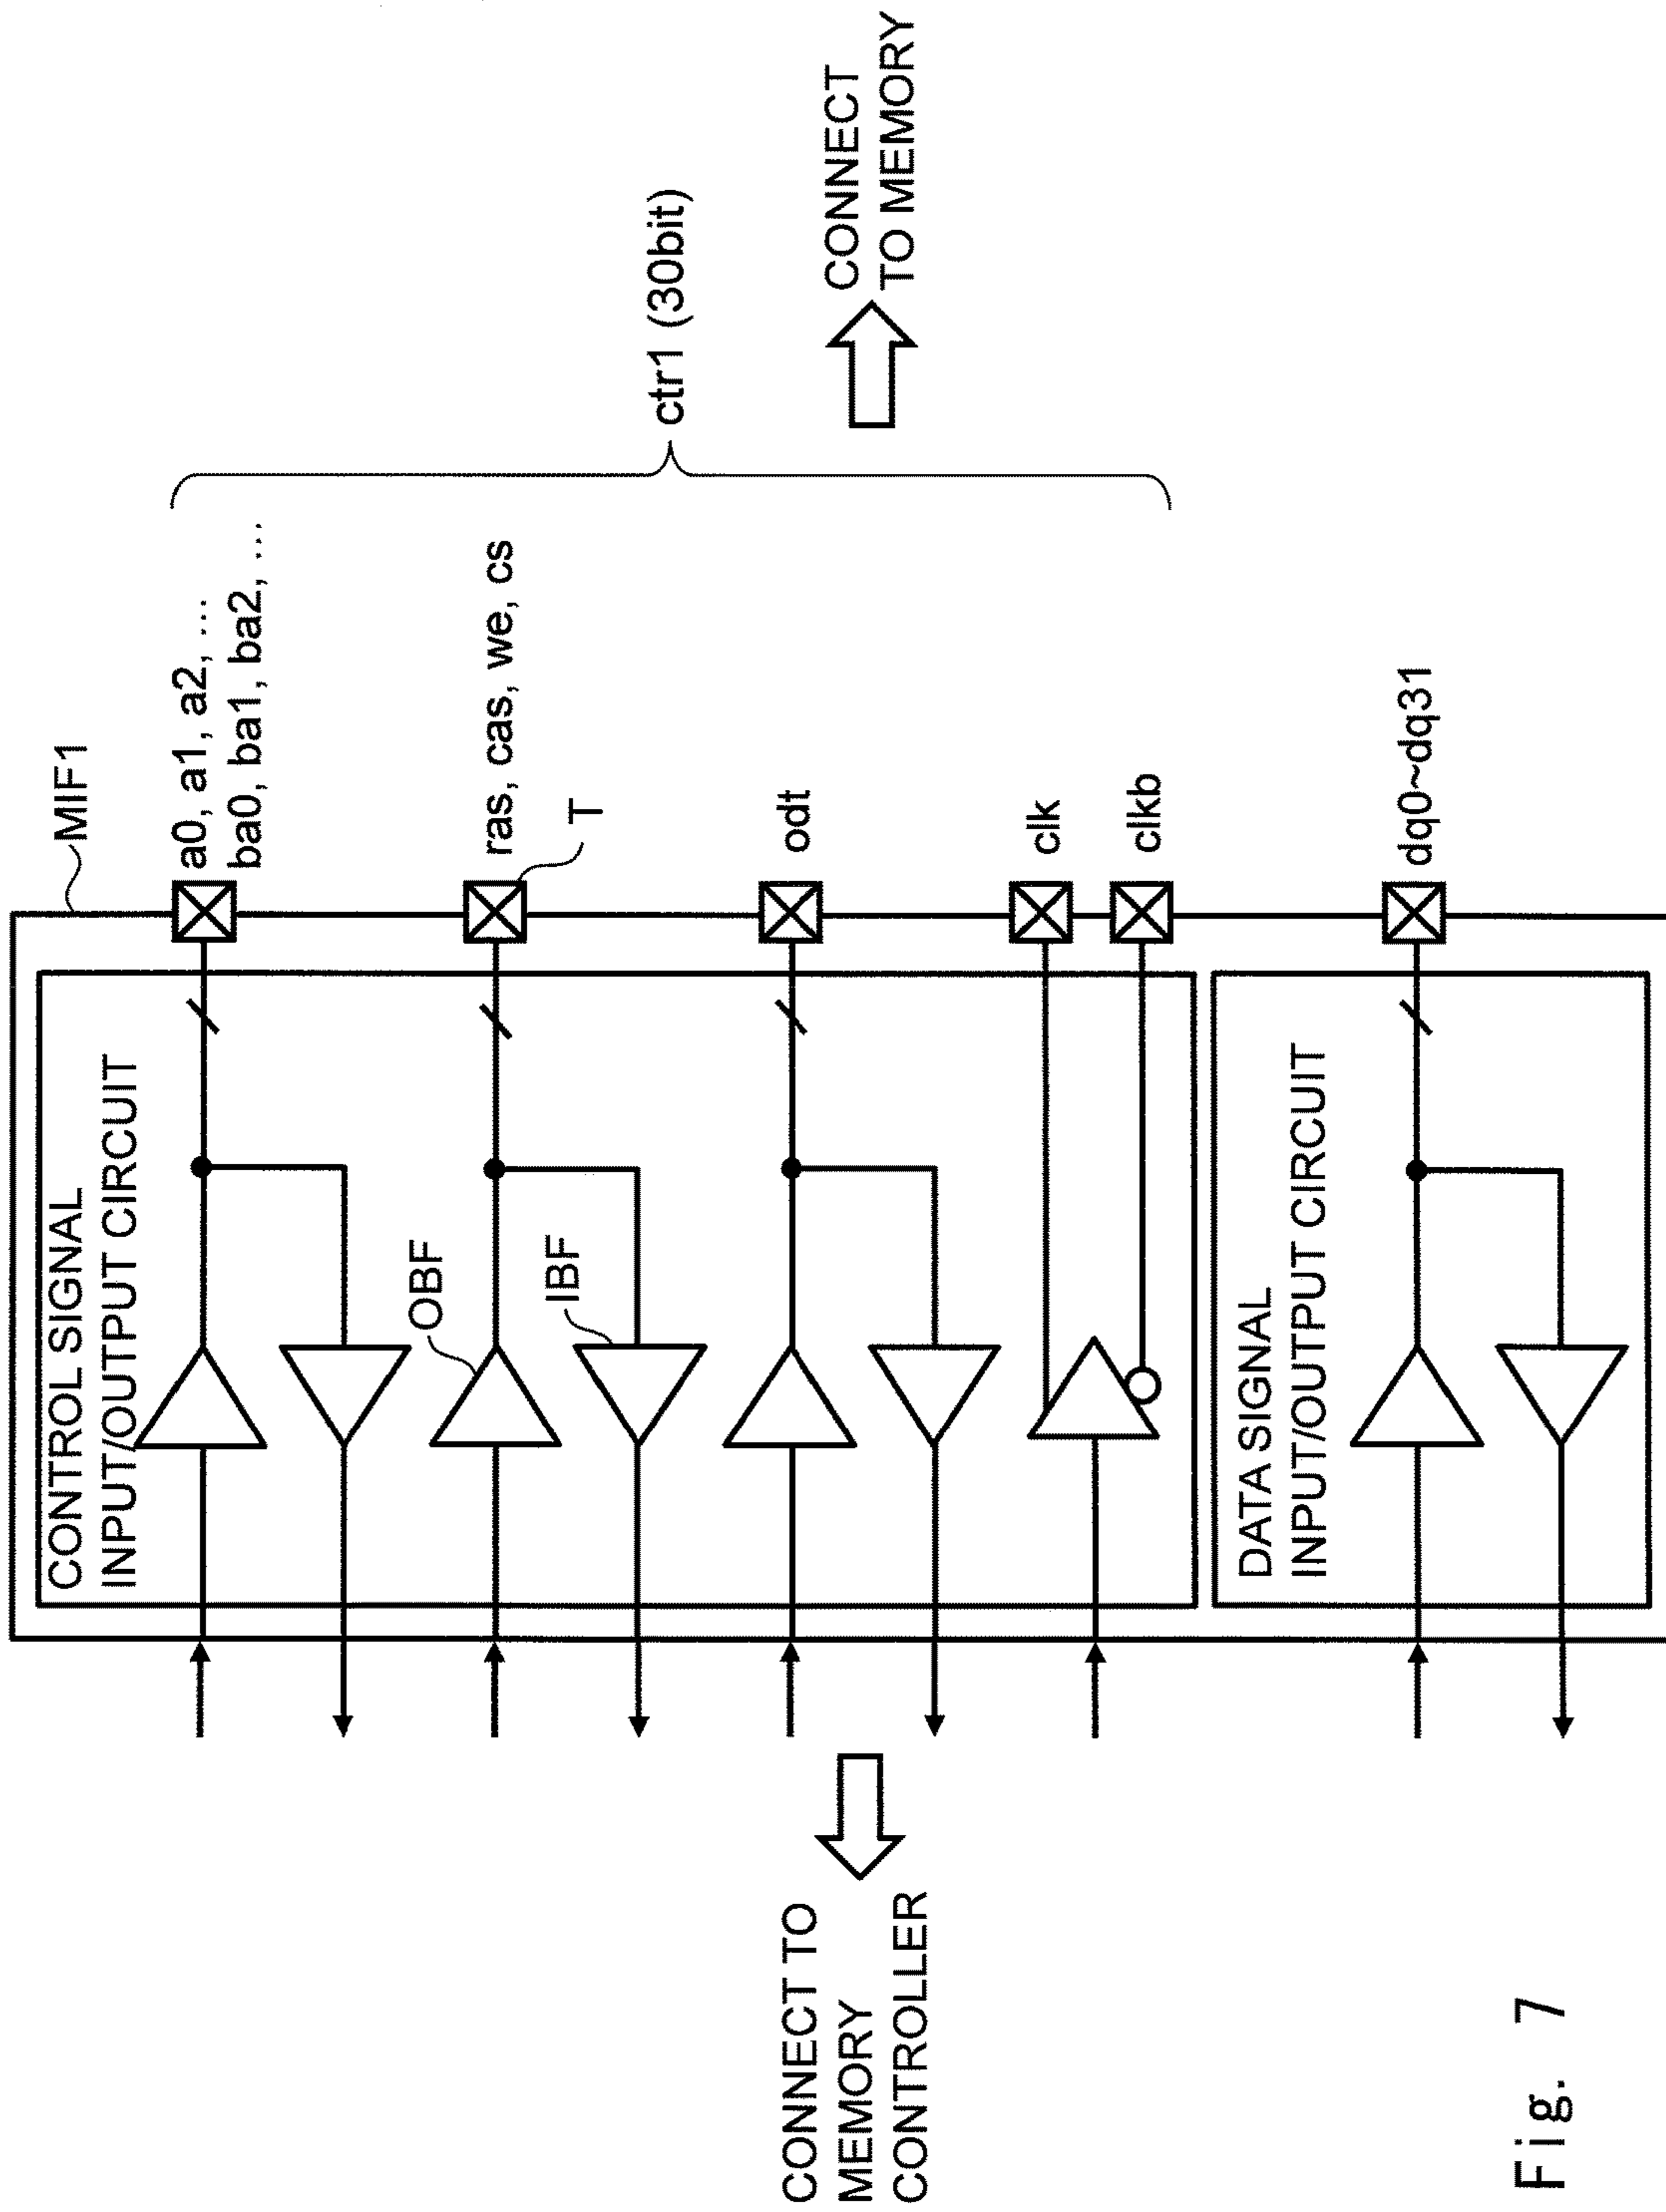 MIF1
CONTROL SIGNAL
INPUT/OUTPUT CIRCUIT
a0, a1, a2, ...
ba0, ba1, ba2, ...
OBF
IBF
ras, cas, we, cs
T
odt
clk
clkb
ctr1 (30bit)
CONNECT
TO MEMORY
CONNECT TO
MEMORY
CONTROLLER
DATA SIGNAL
INPUT/OUTPUT CIRCUIT
dq0~dq31
Fig. 7